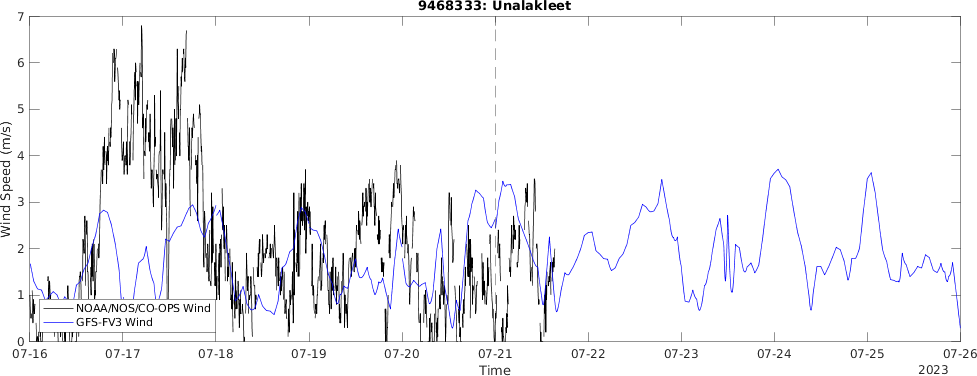 9468333: Unalakleet
Wind Speed (m/s)
7
6
5
4
3
2
1
0
NOAA/NOS/CO-OPS Wind
GFS-FV3 Wind
07-16 07-17 07-18 07-19 07-20 07-21 07-22 07-23 07-24 07-25 07-26
Time
2023